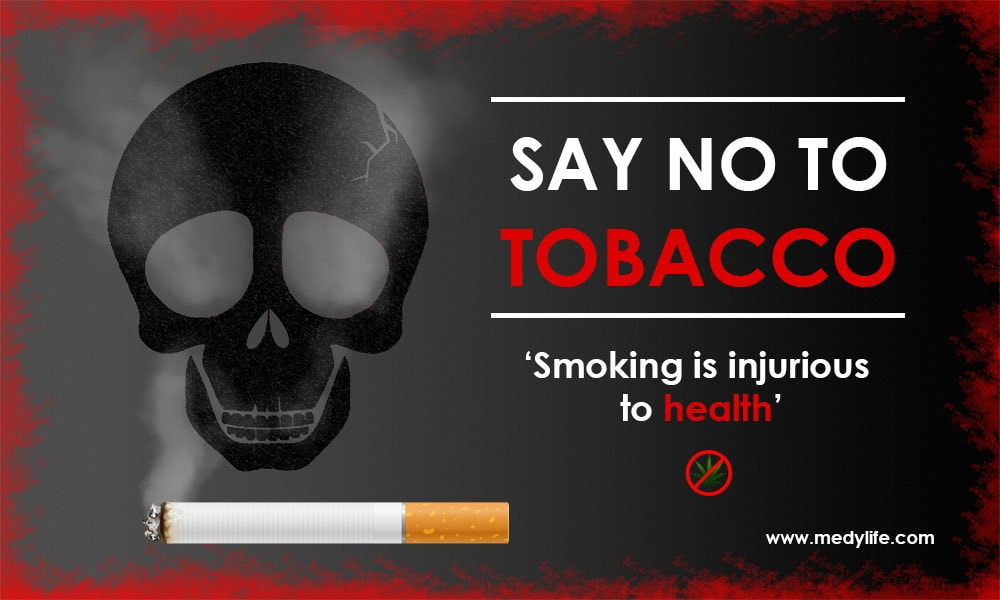 SAY NO TO
TOBACCO
‘Smoking is injurious
to health’
www.medylife.com